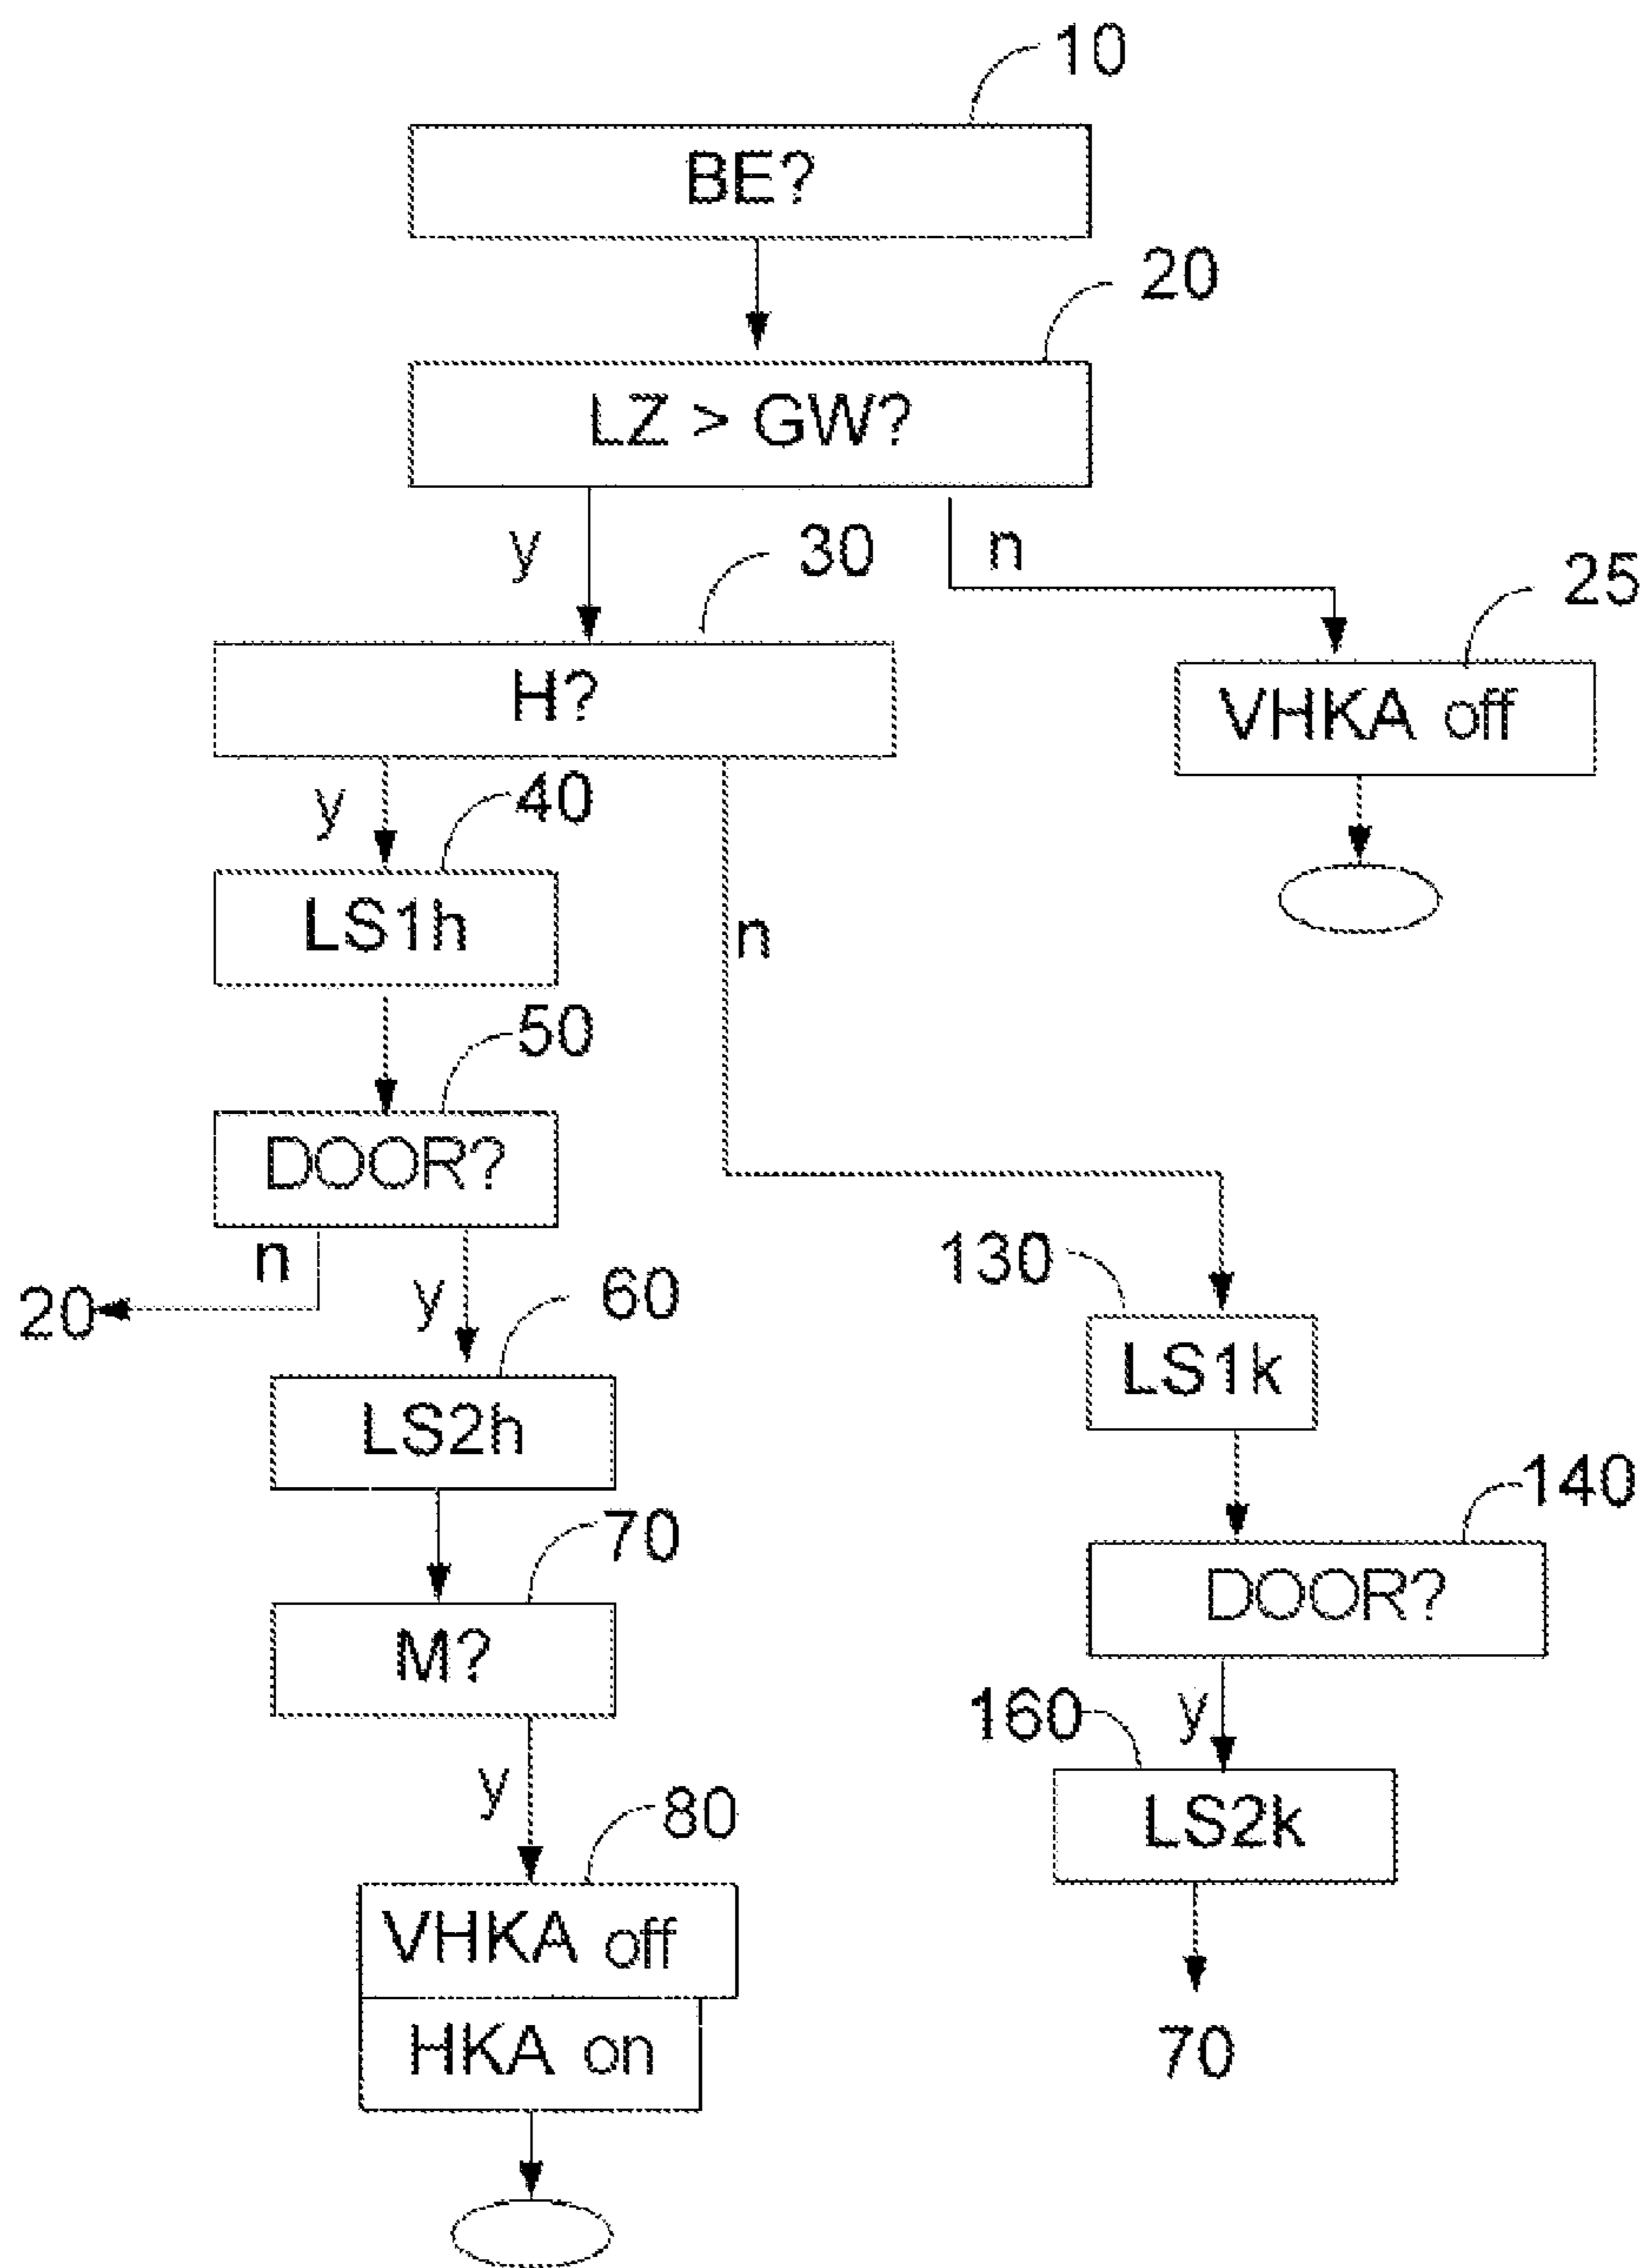 10
BE?
20
LZ > GW?
y
n
30
25
H?
VHKA off
y
40
n
LS1h
50
DOOR?
n
y
20
60
130
LS1k
LS2h
70
140
DOOR?
M?
y
160
y
80
LS2k
VHKA off
HKA on
70